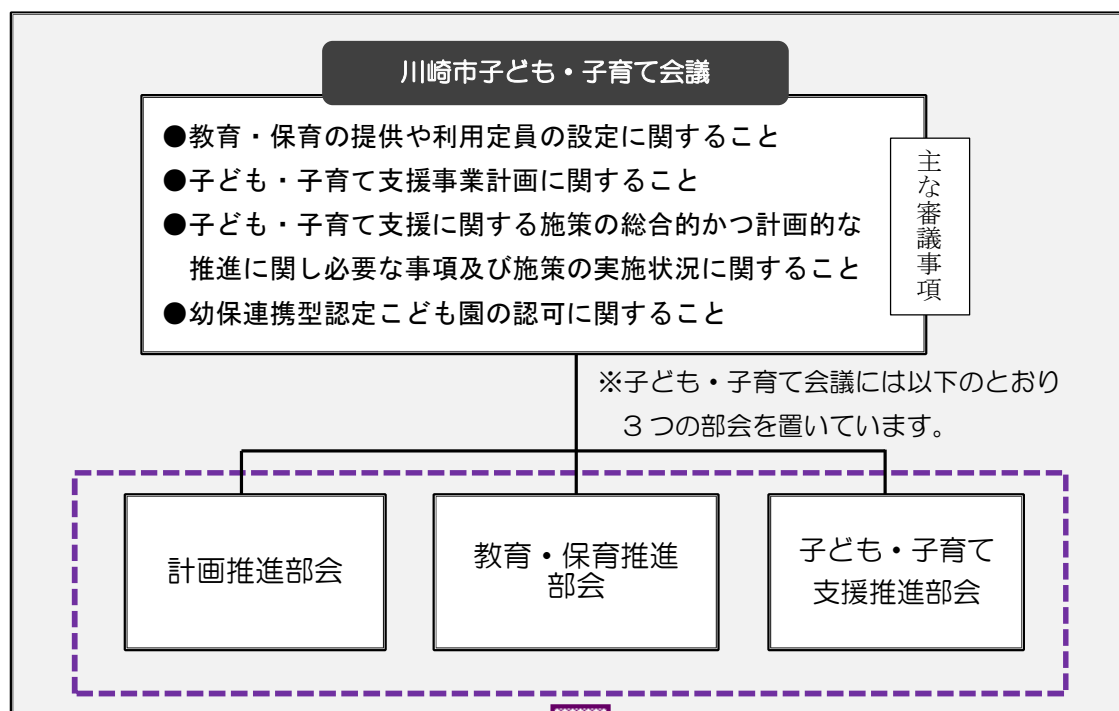 川崎市子ども・子育て会議
●教育・保育の提供や利用定員の設定に関すること
●子ども・子育て支援事業計画に関すること
●子ども・子育て支援に関する施策の総合的かつ計画的な
推進に関し必要な事項及び施策の実施状況に関すること
●幼保連携型認定こども園の認可に関すること
主な審議事項
※子ども・子育て会議には以下のとおり
3つの部会を置いています。
計画推進部会
教育・保育推進
部会
子ども・子育て
支援推進部会